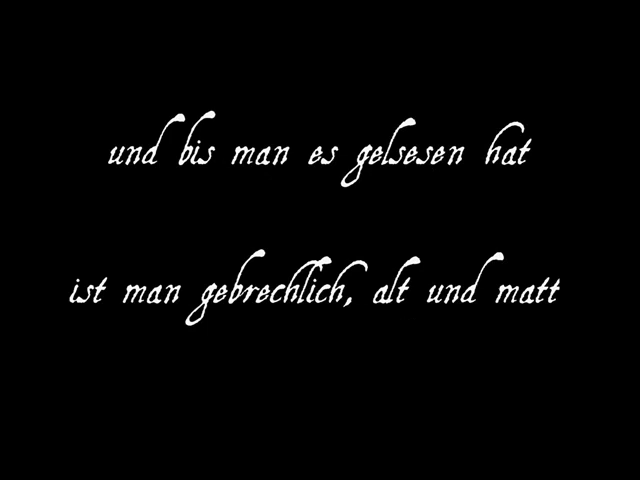 und bis man es gelsesen hat
ist man gebrechlich, alt und matt